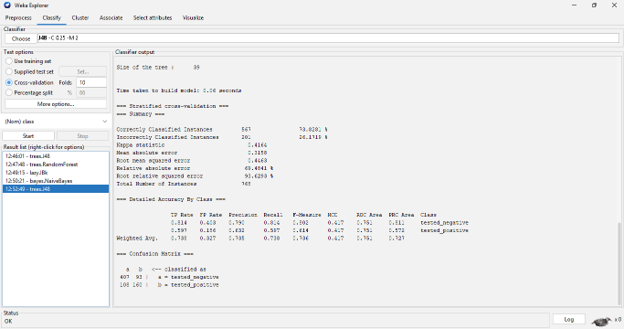 Weka Explorer
Preprocess Classify Cluster Associate Select attributes Visualize
Classifier
Choose J48 -C 0.25 -M 2
Test options
Use training set
Supplied test set Set...
Cross-validation Folds 10
Percentage split % 66
More options...
(Nom) class
Start Stop
Result list (right-click for options)
12:46:01 - trees.J48
12:47:48 - trees.RandomForest
12:49:15 - lazy.IBk
12:50:21 - bayes.NaiveBayes
12:52:49 - trees.J48
Classifier output
Size of the tree : 39
Time taken to build model: 0.06 seconds
=== Stratified cross-validation ===
=== Summary ===
Correctly Classified Instances 567 73.8281 %
Incorrectly Classified Instances 201 26.1719 %
Kappa statistic 0.4164
Mean absolute error 0.3158
Root mean squared error 0.4463
Relative absolute error 69.4841 %
Root relative squared error 93.6293 %
Total Number of Instances 768
=== Detailed Accuracy By Class ===
TP Rate FP Rate Precision Recall F-Measure MCC ROC Area PRC Area Class
0.814 0.403 0.790 0.814 0.802 0.417 0.751 0.811 tested_negative
0.597 0.186 0.632 0.597 0.614 0.417 0.751 0.572 tested_positive
Weighted Avg. 0.738 0.327 0.735 0.738 0.736 0.417 0.751 0.727
=== Confusion Matrix ===
a b <-- classified as
407 93 | a = tested_negative
108 160 | b = tested_positive
Status
OK
Log x 0